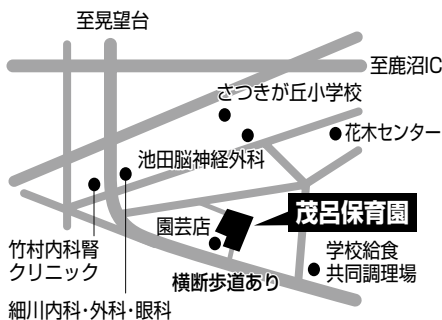 至晃望台
至鹿沼IC
さつきが丘小学校
花木センター
池田脳神経外科
茂呂保育園
園芸店
竹村内科腎
クリニック
学校給食
共同調理場
横断歩道あり
細川内科・外科・眼科